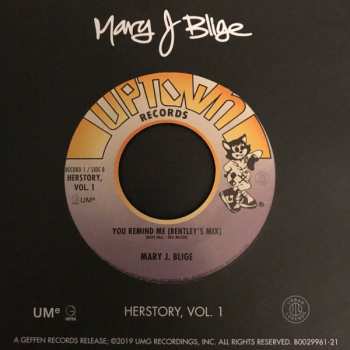 Mary J Blige
UPTOWN
RECORDS
RECORD 1 / SIDE B
HERSTORY,
VOL. 1
UMe
YOU REMIND ME (BENTLEY'S MIX)
MARY J. BLIGE
UMe
HERSTORY, VOL. 1
A GEFFEN RECORDS RELEASE; ©2019 UMG RECORDINGS, INC. ALL RIGHTS RESERVED. B0029961-21